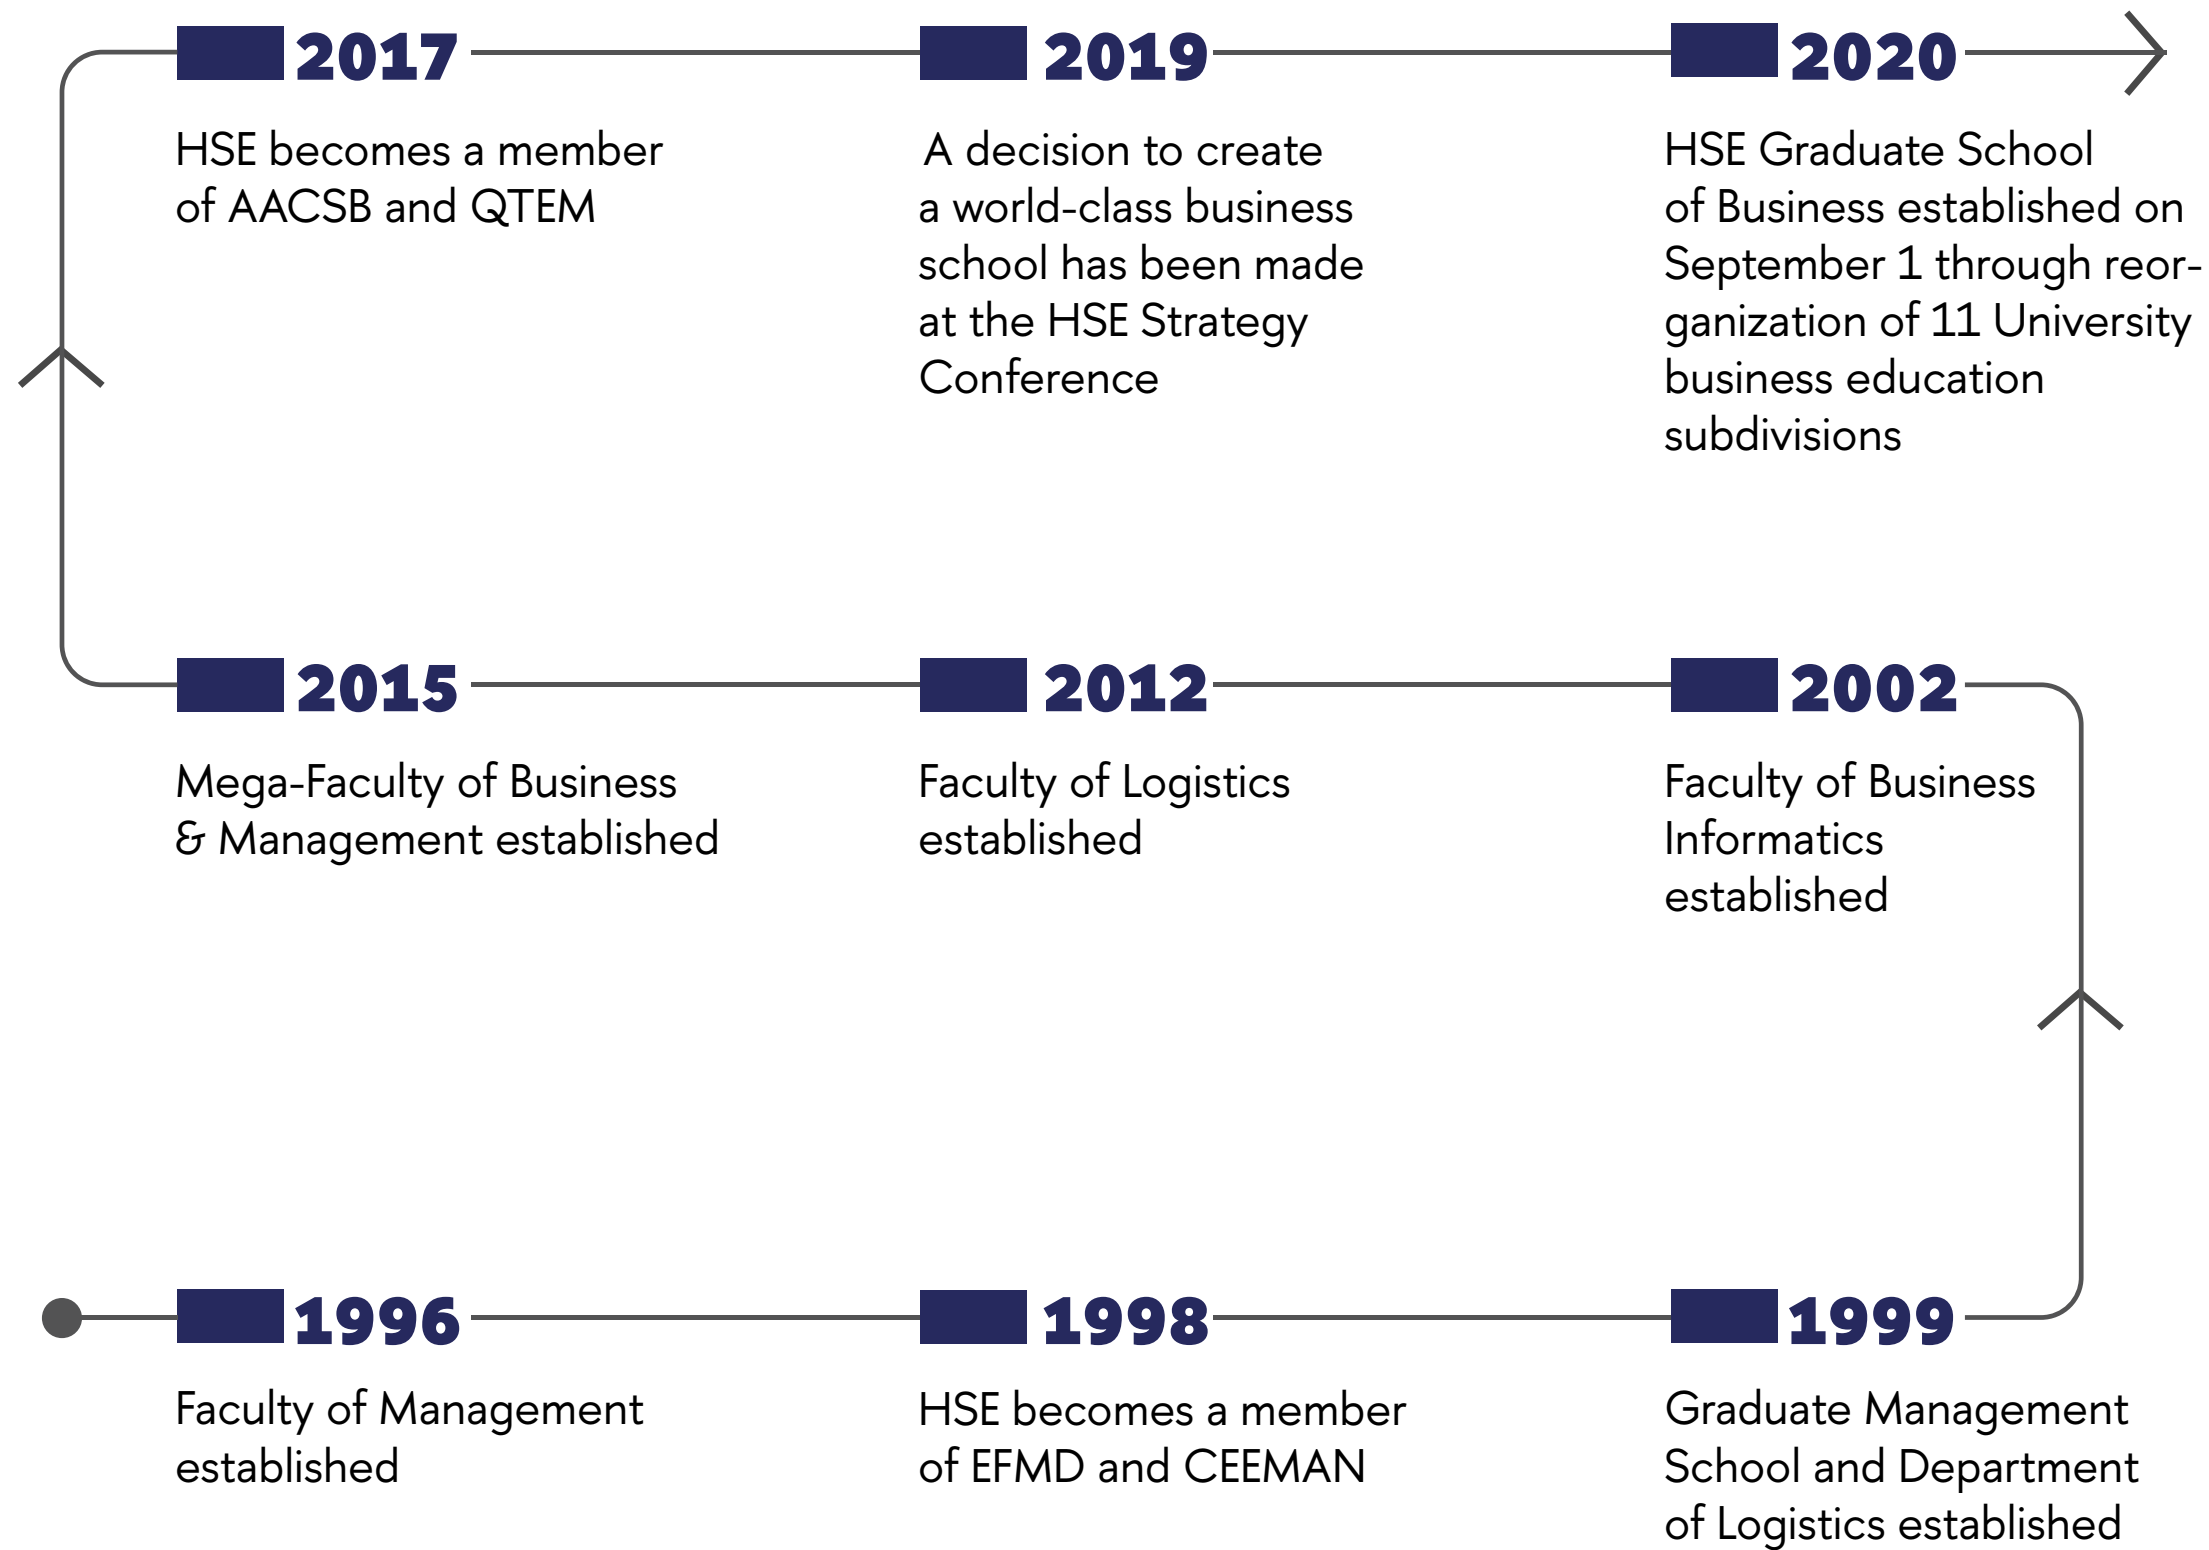 2017
HSE becomes a member
of AACSB and QTEM
2019
A decision to create
a world-class business
school has been made
at the HSE Strategy
Conference
2020
HSE Graduate School
of Business established on
September 1 through reor-
ganization of 11 University
business education
subdivisions
2015
Mega-Faculty of Business
& Management established
2012
Faculty of Logistics
established
2002
Faculty of Business
Informatics
established
1996
Faculty of Management
established
1998
HSE becomes a member
of EFMD and CEEMAN
1999
Graduate Management
School and Department
of Logistics established